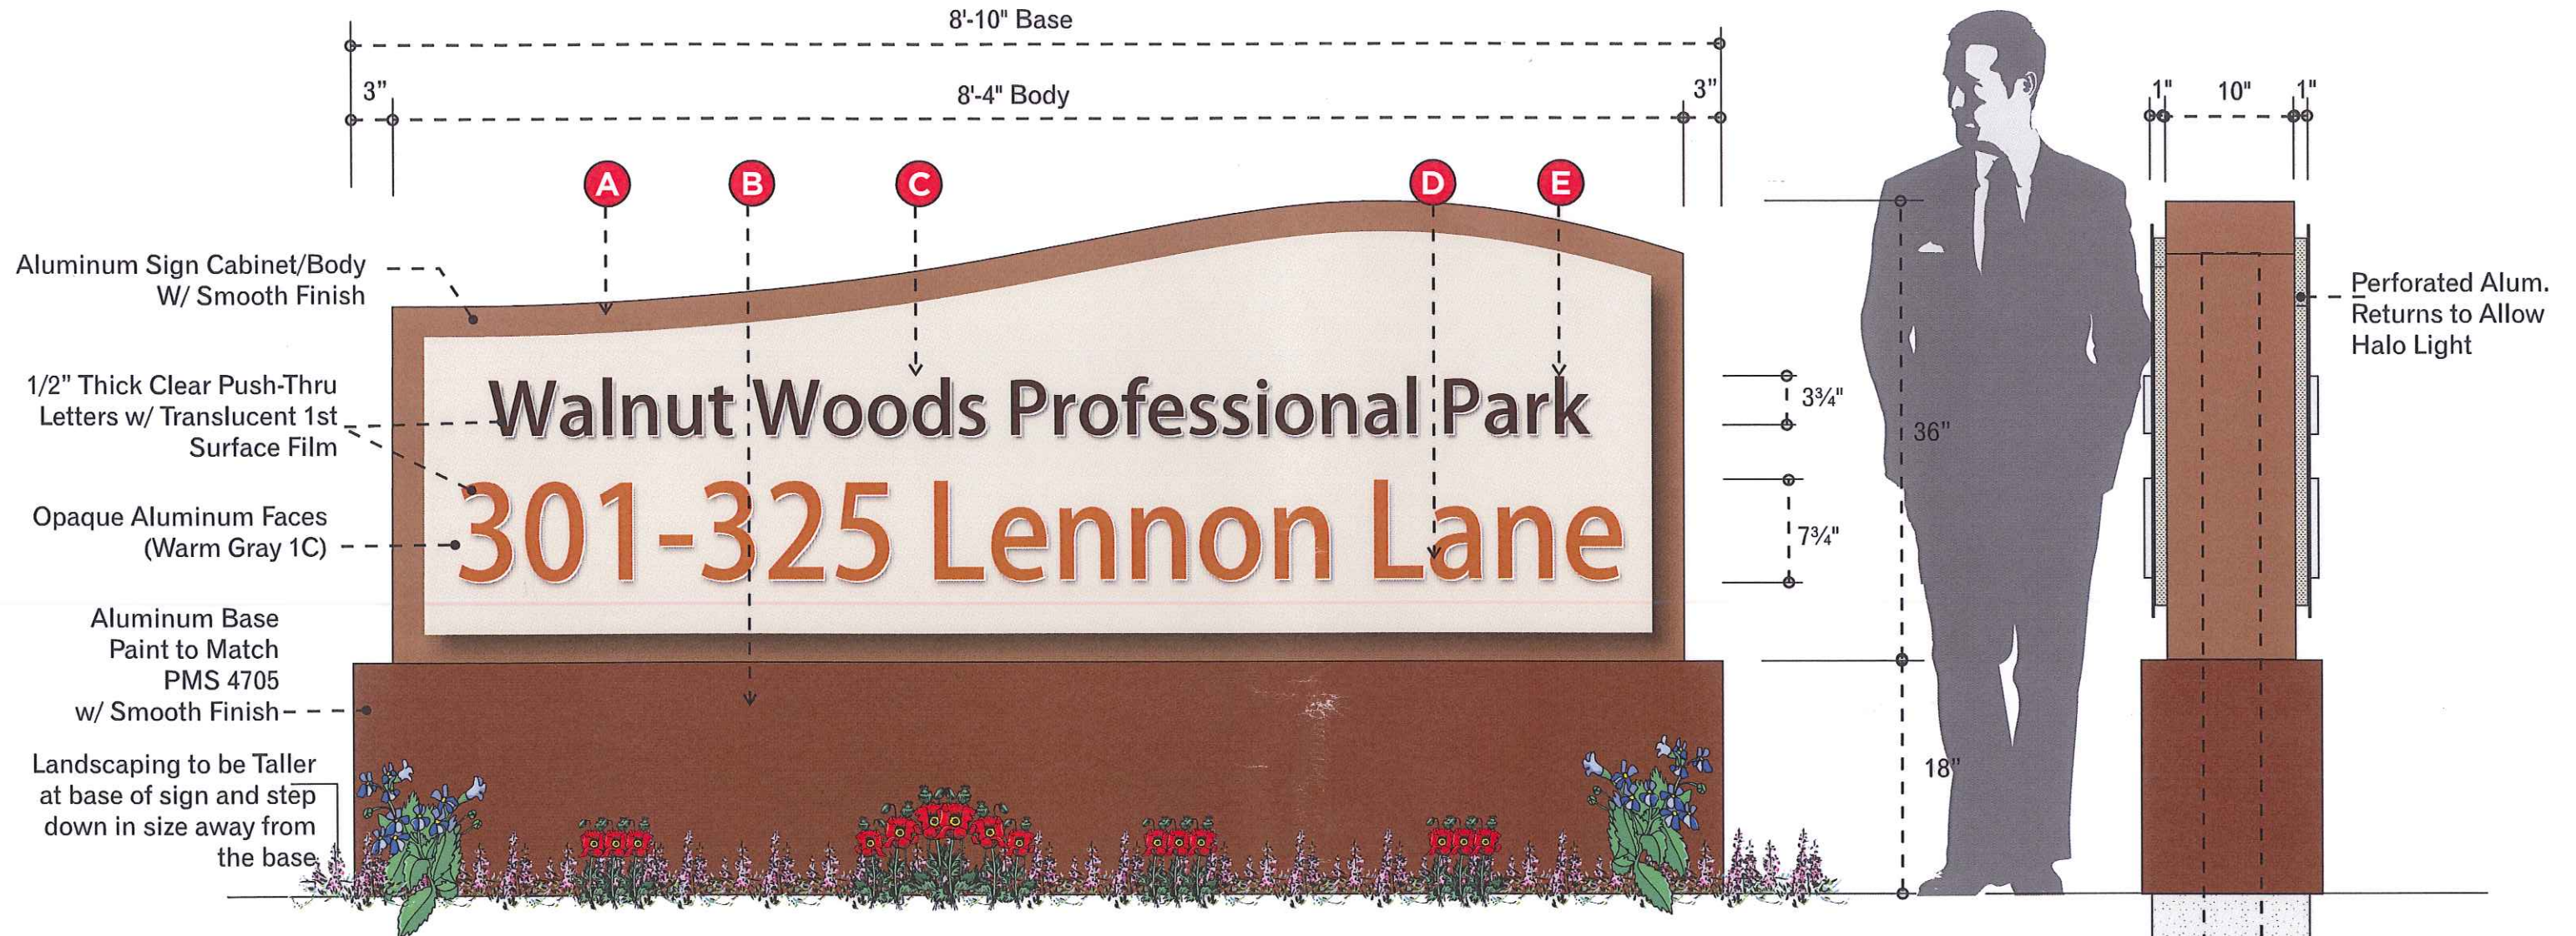 8'-10" Base
3"
8'-4" Body
3"
1"
10"
1"
A
B
C
D
E
Aluminum Sign Cabinet/Body
W/ Smooth Finish
1/2" Thick Clear Push-Thru
Letters w/ Translucent 1st
Surface Film
Opaque Aluminum Faces
(Warm Gray 1C)
Aluminum Base
Paint to Match
PMS 4705
w/ Smooth Finish
Landscaping to be Taller
at base of sign and step
down in size away from
the base
Walnut Woods Professional Park
301-325 Lennon Lane
3¾"
7¾"
36"
18"
Perforated Alum.
Returns to Allow
Halo Light